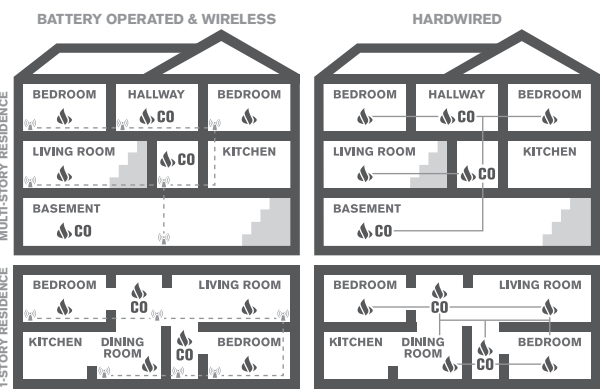 BATTERY OPERATED & WIRELESS
HARDWIRED
MULTI-STORY RESIDENCE
BEDROOM
HALLWAY
BEDROOM
CO
LIVING ROOM
CO
KITCHEN
BASEMENT
CO
BEDROOM
HALLWAY
BEDROOM
CO
LIVING ROOM
CO
KITCHEN
BASEMENT
CO
1-STORY RESIDENCE
BEDROOM
LIVING ROOM
CO
KITCHEN
DINING
ROOM
CO
BEDROOM
BEDROOM
LIVING ROOM
CO
KITCHEN
DINING
ROOM
CO
BEDROOM